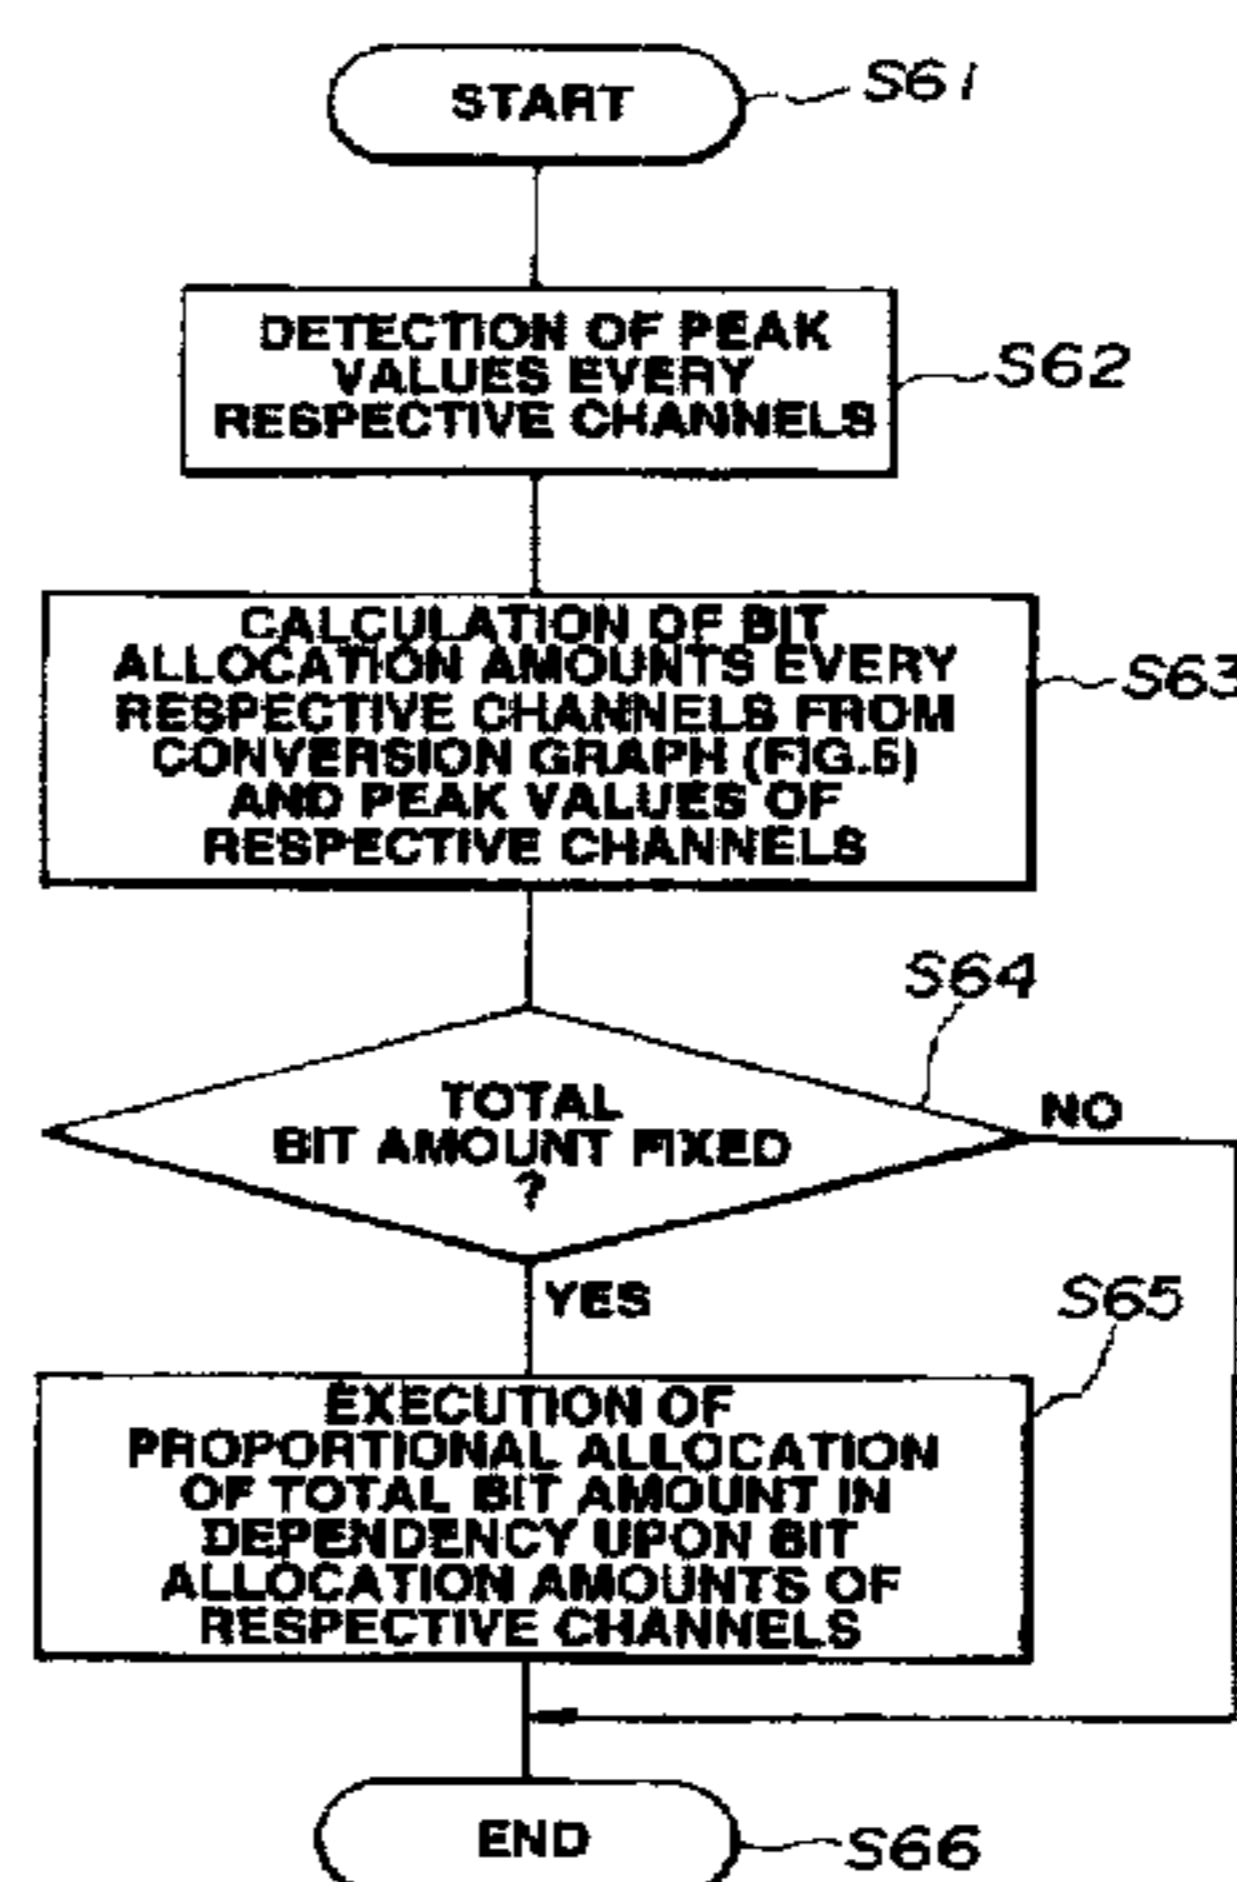 START
S61
DETECTION OF PEAK
VALUES EVERY
RESPECTIVE CHANNELS
S62
CALCULATION OF BIT
ALLOCATION AMOUNTS EVERY
RESPECTIVE CHANNELS FROM
CONVERSION GRAPH (FIG.5)
AND PEAK VALUES OF
RESPECTIVE CHANNELS
S63
S64
TOTAL
BIT AMOUNT FIXED
?
NO
YES
S65
EXECUTION OF
PROPORTIONAL ALLOCATION
OF TOTAL BIT AMOUNT IN
DEPENDENCY UPON BIT
ALLOCATION AMOUNTS OF
RESPECTIVE CHANNELS
END
S66